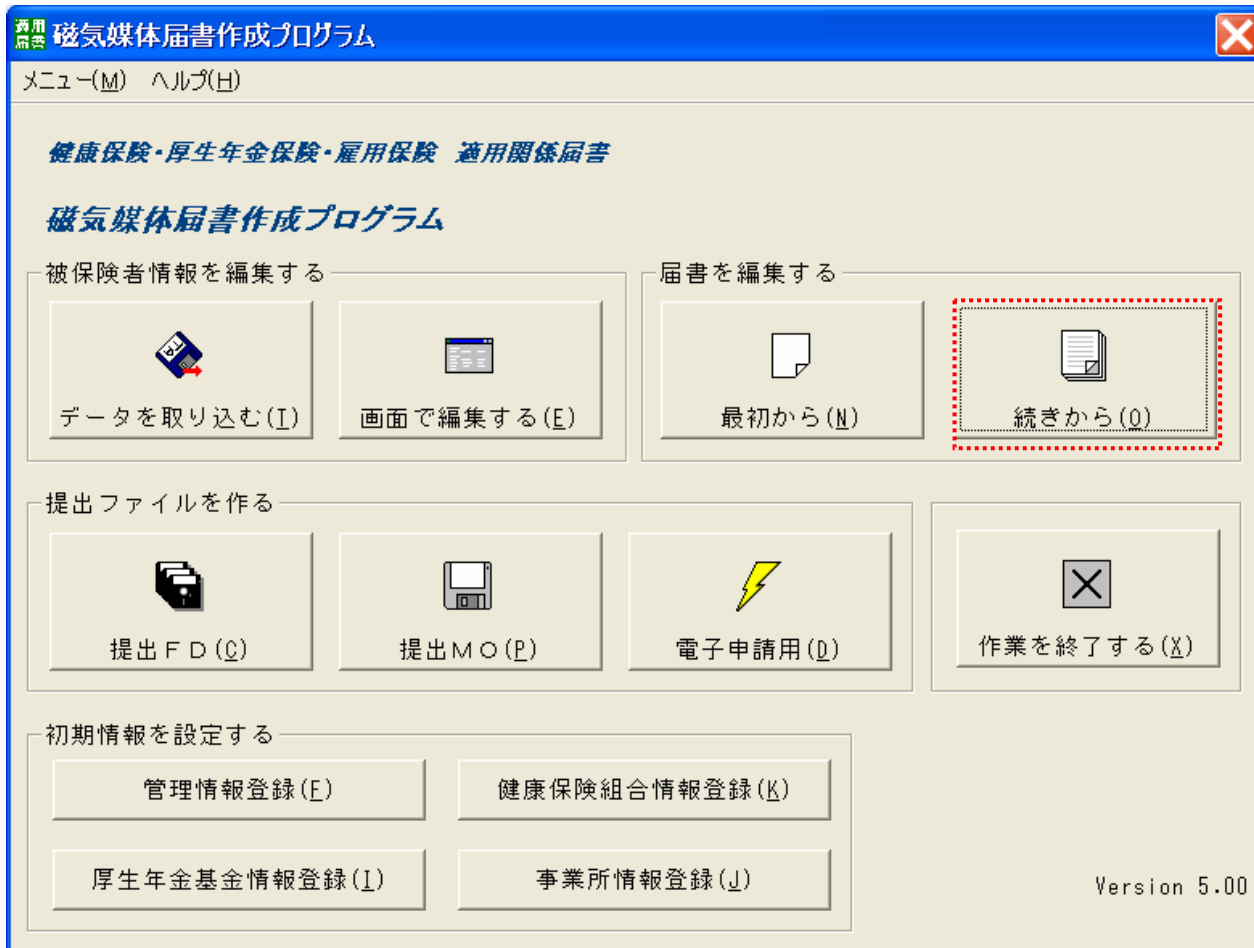 適用
届書 磁気媒体届書作成プログラム
メニュー(M) ヘルプ(H)
健康保険・厚生年金保険・雇用保険 適用関係届書
磁気媒体届書作成プログラム
被保険者情報を編集する
データを取り込む(T)
画面で編集する(E)
届書を編集する
最初から(N)
続きから(O)
提出ファイルを作る
提出ＦＤ(C)
提出ＭＯ(P)
電子申請用(D)
作業を終了する(X)
初期情報を設定する
管理情報登録(F)
健康保険組合情報登録(K)
厚生年金基金情報登録(I)
事業所情報登録(J)
Version 5.00